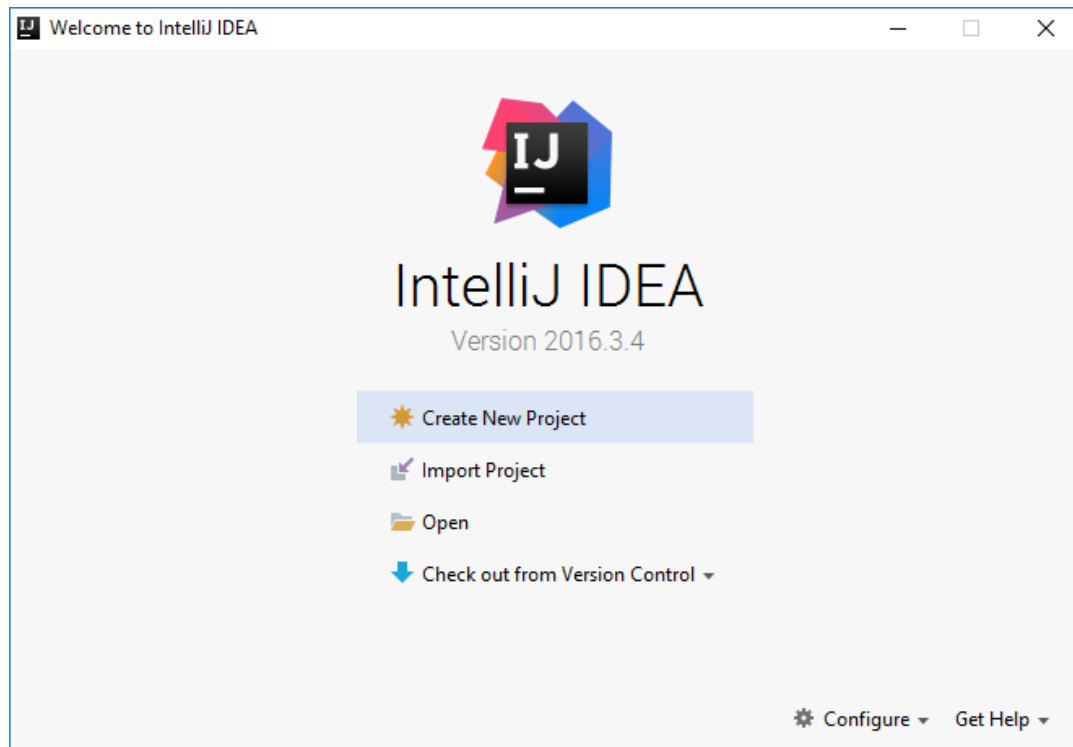 Welcome to IntelliJ IDEA
IJ
IntelliJ IDEA
Version 2016.3.4
Create New Project
Import Project
Open
Check out from Version Control
Configure Get Help